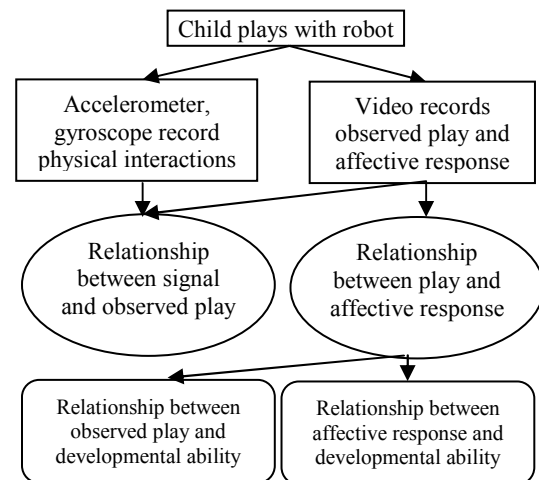 Child plays with robot
Accelerometer,
gyroscope record
physical interactions
Video records
observed play and
affective response
Relationship
between signal
and observed play
Relationship
between play and
affective response
Relationship between
observed play and
developmental ability
Relationship between
affective response and
developmental ability